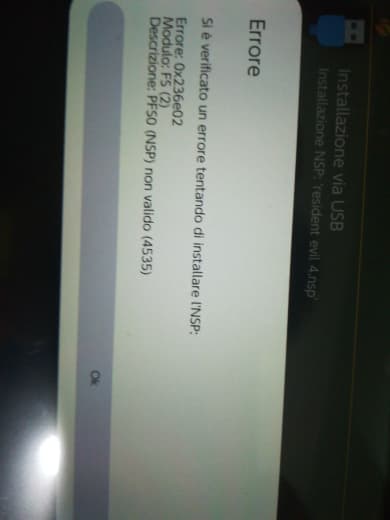 Installazione via USB
Installazione NSP: 'resident evil 4.nsp'
Errore
Si è verificato un errore tentando di installare l'NSP:
Errore: 0x236e02
Modulo: FS (2)
Descrizione: PFS0 (NSP) non valido (4535)
Ok